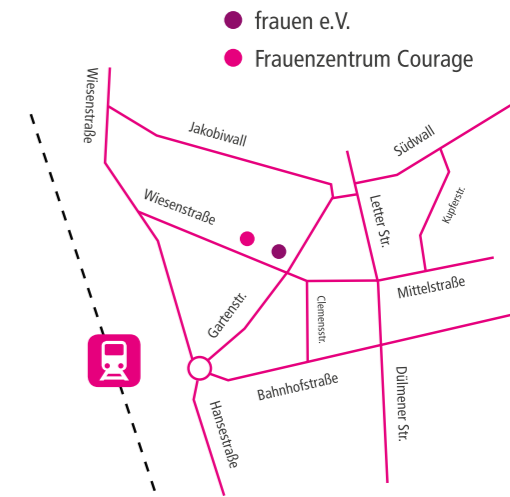 frauen e.V.
Frauenzentrum Courage
Wiesenstraße
Jakobiwall
Südwall
Wiesenstraße
Letter Str.
Kupferstr.
Gartenstr.
Clemensstr.
Mittelstraße
Bahnhofstraße
Hansestraße
Dülmener Str.